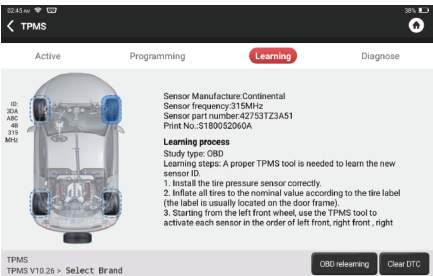 02:45 AM
38%
TPMS
Active Programming Learning Diagnose
ID:
3DA
A8C
48
315
MHz
Sensor Manufacture:Continental
Sensor frequency:315MHz
Sensor part number:42753TZ3A51
Print No.:S180052060A
Learning process
Study type: OBD
Learning steps: A proper TPMS tool is needed to learn the new
sensor ID.
1. Install the tire pressure sensor correctly.
2. Inflate all tires to the nominal value according to the tire label
(the label is usually located on the door frame).
3. Starting from the left front wheel, use the TPMS tool to
activate each sensor in the order of left front, right front , right
TPMS
TPMS V10.26 > Select Brand
OBD relearning Clear DTC